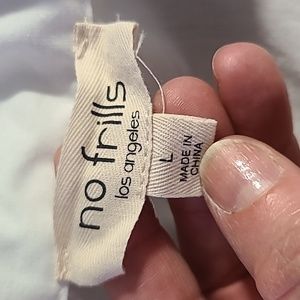 no frills
los angeles
L
MADE IN
CHINA